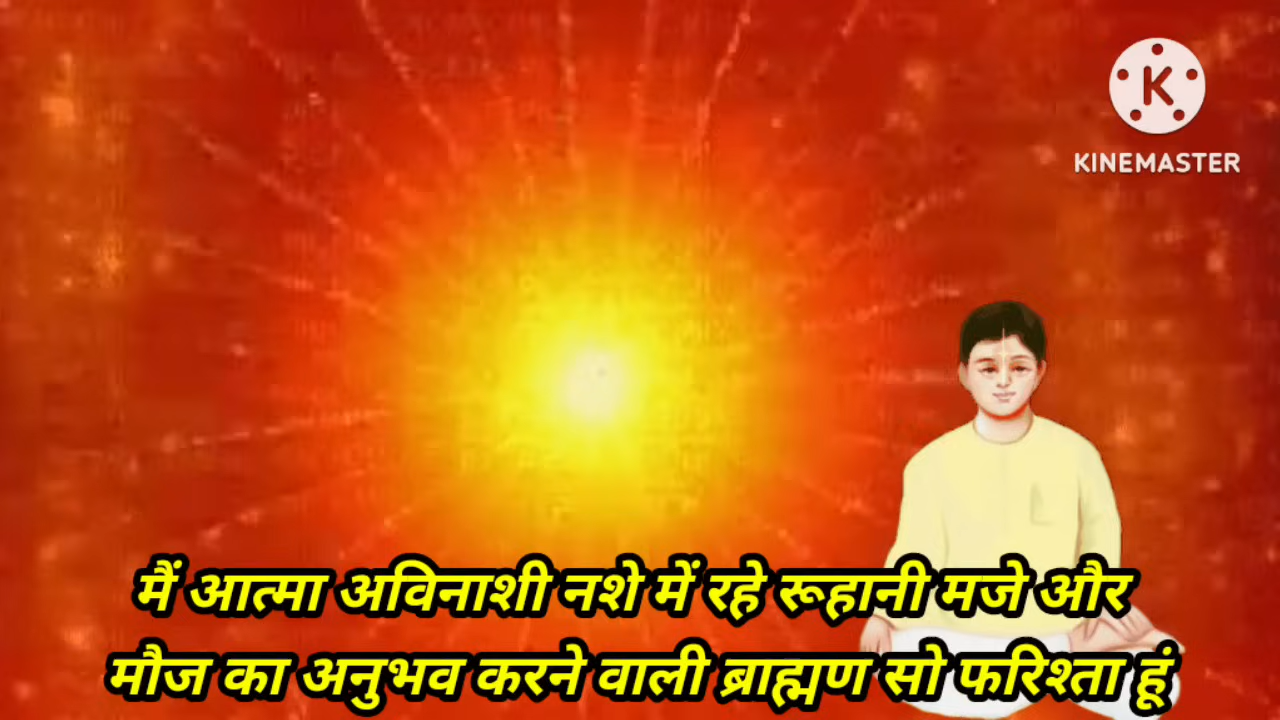 K
KINEMASTER
मैं आत्मा अविनाशी नशे में रहे रूहानी मजे और
मौज का अनुभव करने वाली ब्राह्मण सो फरिश्ता हूं